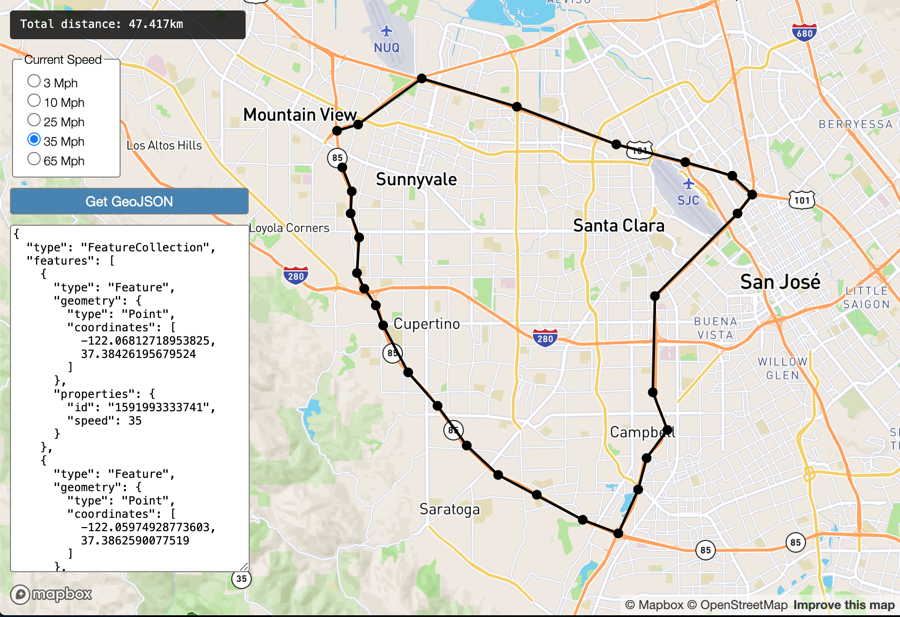 Total distance: 47.417km
Current Speed
3 Mph
10 Mph
25 Mph
35 Mph
65 Mph
Get GeoJSON
{
"type": "FeatureCollection",
"features": [
{
"type": "Feature",
"geometry": {
"type": "Point",
"coordinates": [
-122.06812718953825,
37.38426195679524
]
},
"properties": {
"id": "1591993333741",
"speed": 35
}
},
{
"type": "Feature",
"geometry": {
"type": "Point",
"coordinates": [
-122.05974928773603,
37.3862590077519
]
},
mapbox
35
ALVISO
NUQ
680
Mountain View
BERRYESSA
Los Altos Hills
85
101
Sunnyvale
SJC
101
Loyola Corners
Santa Clara
280
San José
LITTLE
SAIGON
Cupertino
280
BUENA
VISTA
85
WILLOW
GLEN
85
Campbell
Saratoga
85
85
© Mapbox © OpenStreetMap Improve this map